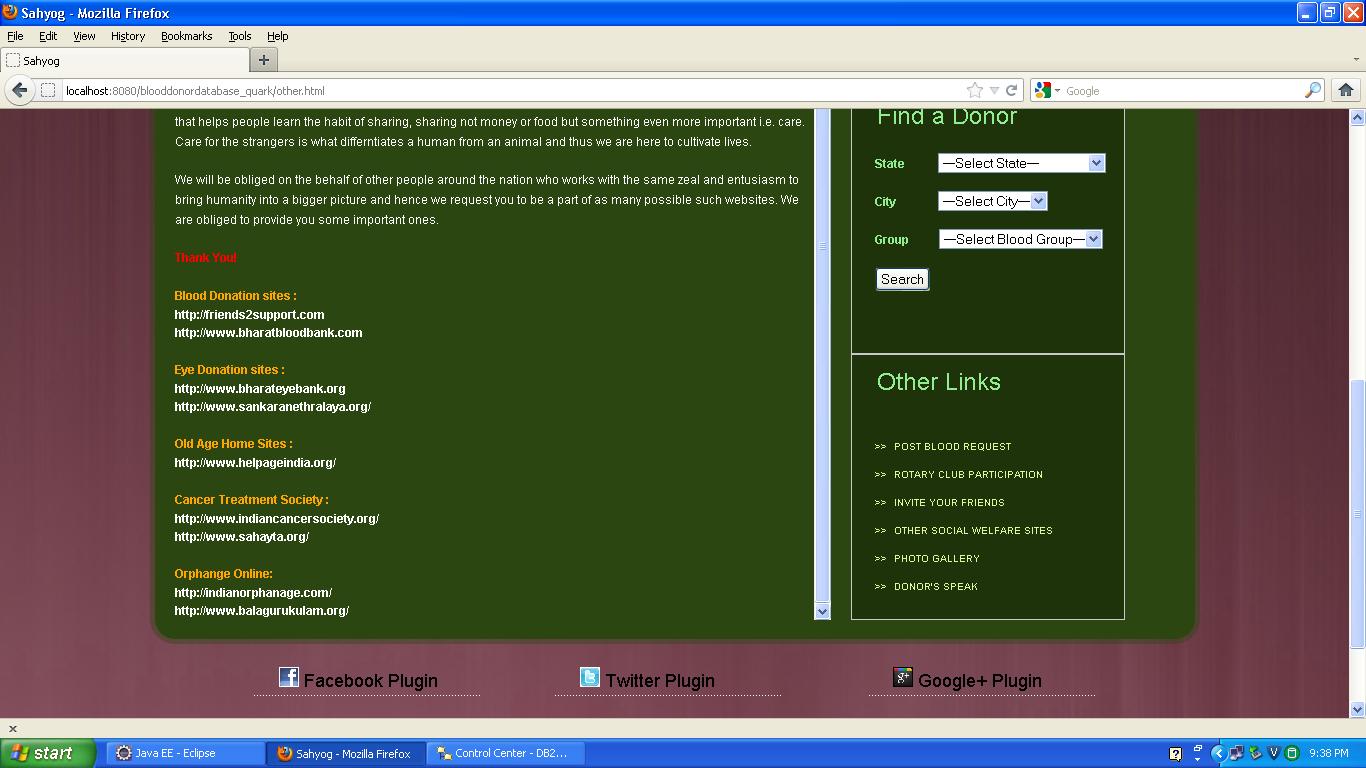 Sahyog - Mozilla Firefox
File Edit View History Bookmarks Tools Help
Sahyog
localhost:8080/blooddonordatabase_quark/other.html
Google
that helps people learn the habit of sharing, sharing not money or food but something even more important i.e. care.
Care for the strangers is what differntiates a human from an animal and thus we are here to cultivate lives.
We will be obliged on the behalf of other people around the nation who works with the same zeal and entusiasm to
bring humanity into a bigger picture and hence we request you to be a part of as many possible such websites. We
are obliged to provide you some important ones.
Thank You!
Blood Donation sites :
http://friends2support.com
http://www.bharatbloodbank.com
Eye Donation sites :
http://www.bharateyebank.org
http://www.sankaranethralaya.org/
Old Age Home Sites :
http://www.helpageindia.org/
Cancer Treatment Society :
http://www.indiancancersociety.org/
http://www.sahayta.org/
Orphange Online:
http://indianorphanage.com/
http://www.balagurukulam.org/
Find a Donor
State —Select State—
City —Select City—
Group —Select Blood Group—
Search
Other Links
>> POST BLOOD REQUEST
>> ROTARY CLUB PARTICIPATION
>> INVITE YOUR FRIENDS
>> OTHER SOCIAL WELFARE SITES
>> PHOTO GALLERY
>> DONOR'S SPEAK
Facebook Plugin
Twitter Plugin
Google+ Plugin
start
Java EE - Eclipse
Sahyog - Mozilla Firefox
Control Center - DB2...
9:38 PM